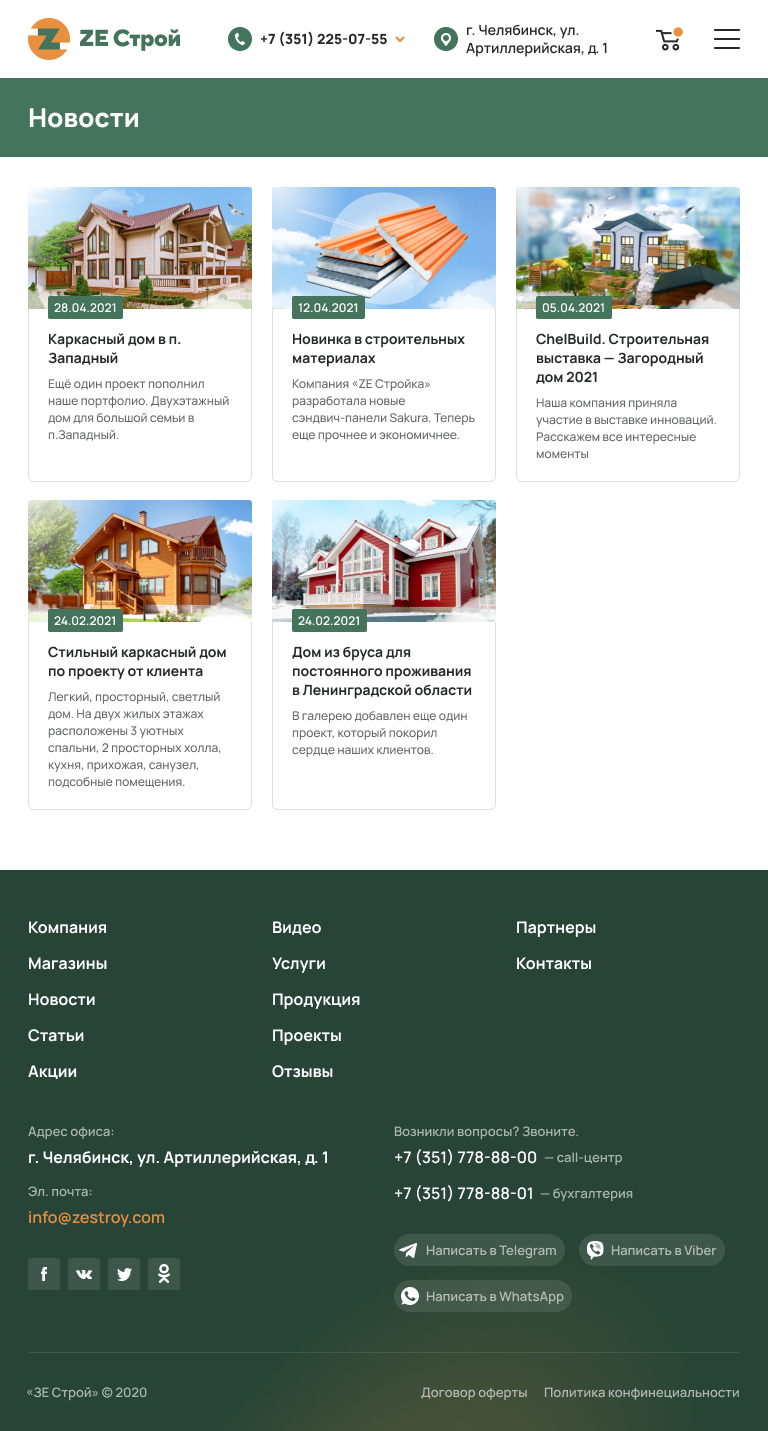 ZE Строй
+7 (351) 225-07-55
г. Челябинск, ул.
Артиллерийская, д. 1
Новости
28.04.2021
Каркасный дом в п.
Западный
Ещё один проект пополнил
наше портфолио. Двухэтажный
дом для большой семьи в
п.Западный.
12.04.2021
Новинка в строительных
материалах
Компания «ZE Стройка»
разработала новые
сэндвич-панели Sakura. Теперь
еще прочнее и экономичнее.
05.04.2021
ChelBuild. Строительная
выставка — Загородный
дом 2021
Наша компания приняла
участие в выставке инноваций.
Расскажем все интересные
моменты
24.02.2021
Стильный каркасный дом
по проекту от клиента
Легкий, просторный, светлый
дом. На двух жилых этажах
расположены 3 уютных
спальни, 2 просторных холла,
кухня, прихожая, санузел,
подсобные помещения.
24.02.2021
Дом из бруса для
постоянного проживания
в Ленинградской области
В галерею добавлен еще один
проект, который покорил
сердце наших клиентов.
Компания
Магазины
Новости
Статьи
Акции
Видео
Услуги
Продукция
Проекты
Отзывы
Партнеры
Контакты
Адрес офиса:
г. Челябинск, ул. Артиллерийская, д. 1
Эл. почта:
info@zestroy.com
Возникли вопросы? Звоните.
+7 (351) 778-88-00 — call-центр
+7 (351) 778-88-01 — бухгалтерия
Написать в Telegram
Написать в Viber
Написать в WhatsApp
«ЗЕ Строй» © 2020
Договор оферты
Политика конфинециальности